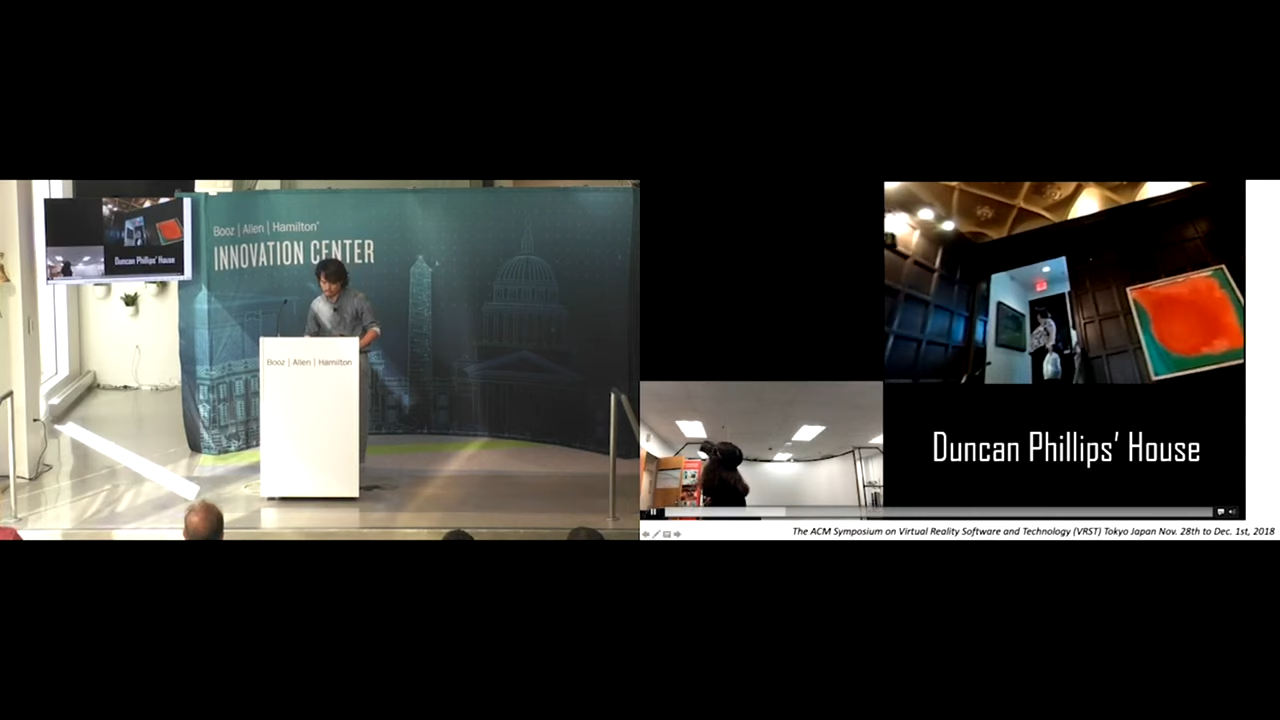 Booz | Allen | Hamilton®
INNOVATION CENTER
Duncan Phillips' House
Booz | Allen | Hamilton
Duncan Phillips' House
The ACM Symposium on Virtual Reality Software and Technology (VRST) Tokyo Japan Nov. 28th to Dec. 1st, 2018